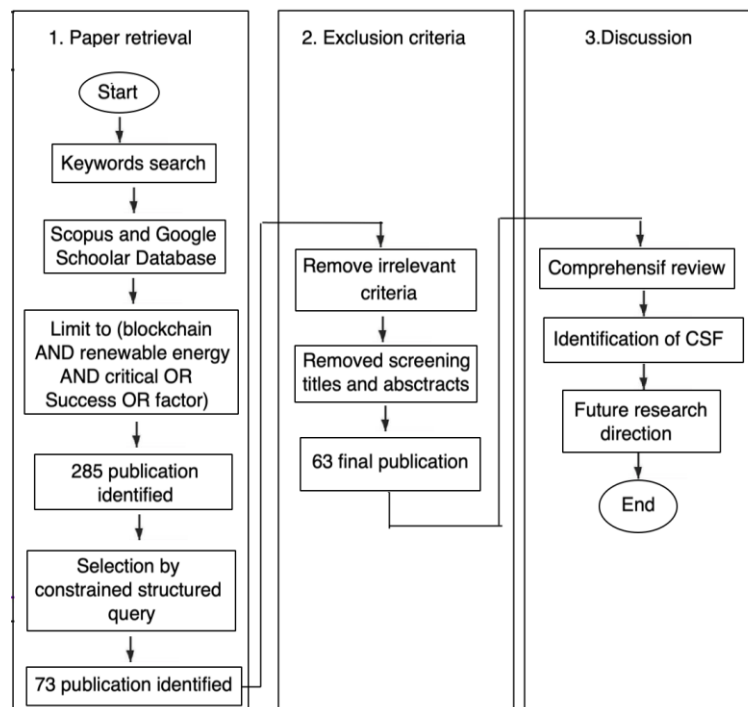 1. Paper retrieval
Start
Keywords search
Scopus and Google
Schoolar Database
Limit to (blockchain
AND renewable energy
AND critical OR
Success OR factor)
285 publication
identified
Selection by
constrained structured
query
73 publication identified
2. Exclusion criteria
Remove irrelevant
criteria
Removed screening
titles and absctracts
63 final publication
3.Discussion
Comprehensif review
Identification of CSF
Future research
direction
End